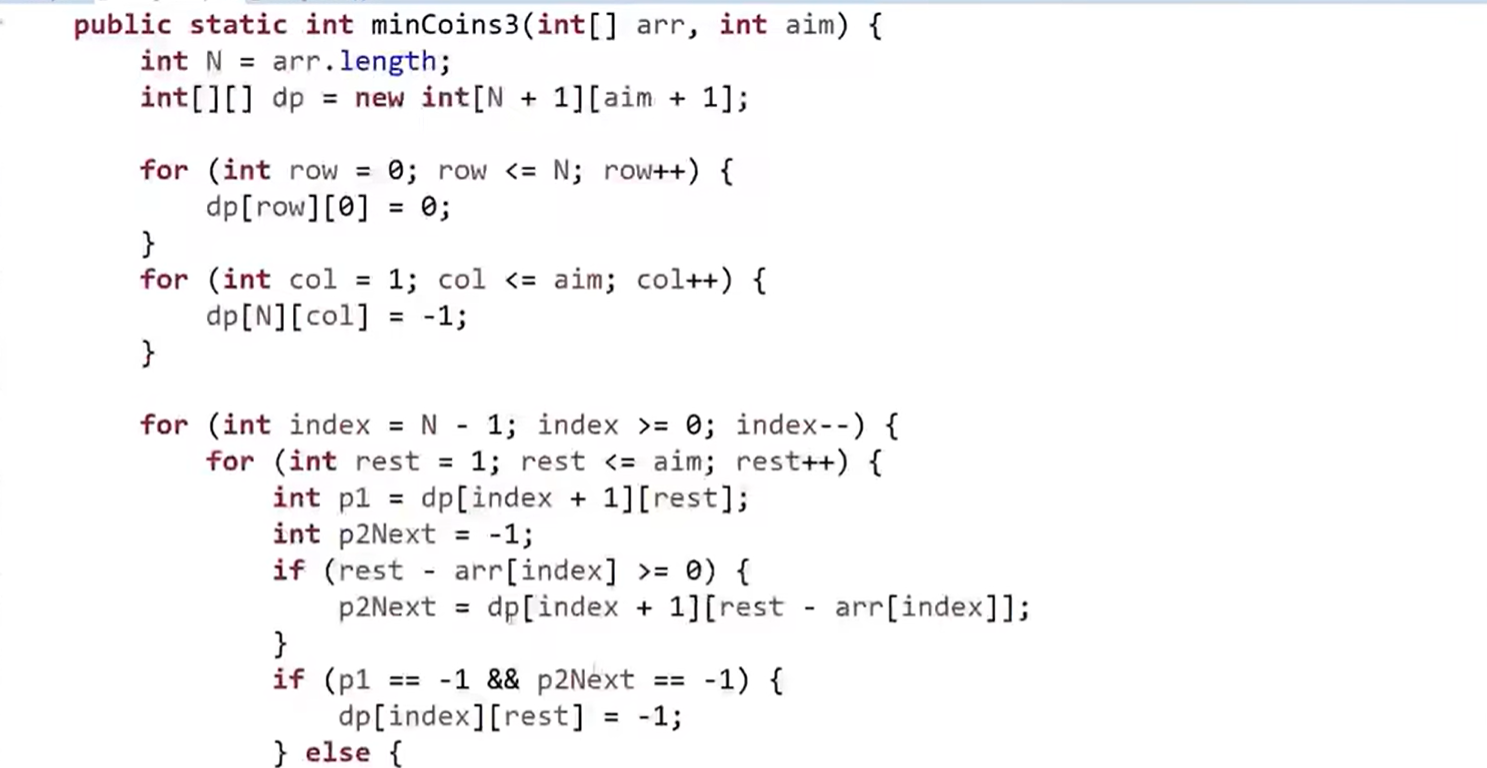 public static int minCoins3(int[] arr, int aim) {
int N = arr.length;
int[][] dp = new int[N + 1][aim + 1];
for (int row = 0; row <= N; row++) {
dp[row][0] = 0;
}
for (int col = 1; col <= aim; col++) {
dp[N][col] = -1;
}
for (int index = N - 1; index >= 0; index--) {
for (int rest = 1; rest <= aim; rest++) {
int p1 = dp[index + 1][rest];
int p2Next = -1;
if (rest - arr[index] >= 0) {
p2Next = dp[index + 1][rest - arr[index]];
}
if (p1 == -1 && p2Next == -1) {
dp[index][rest] = -1;
} else {